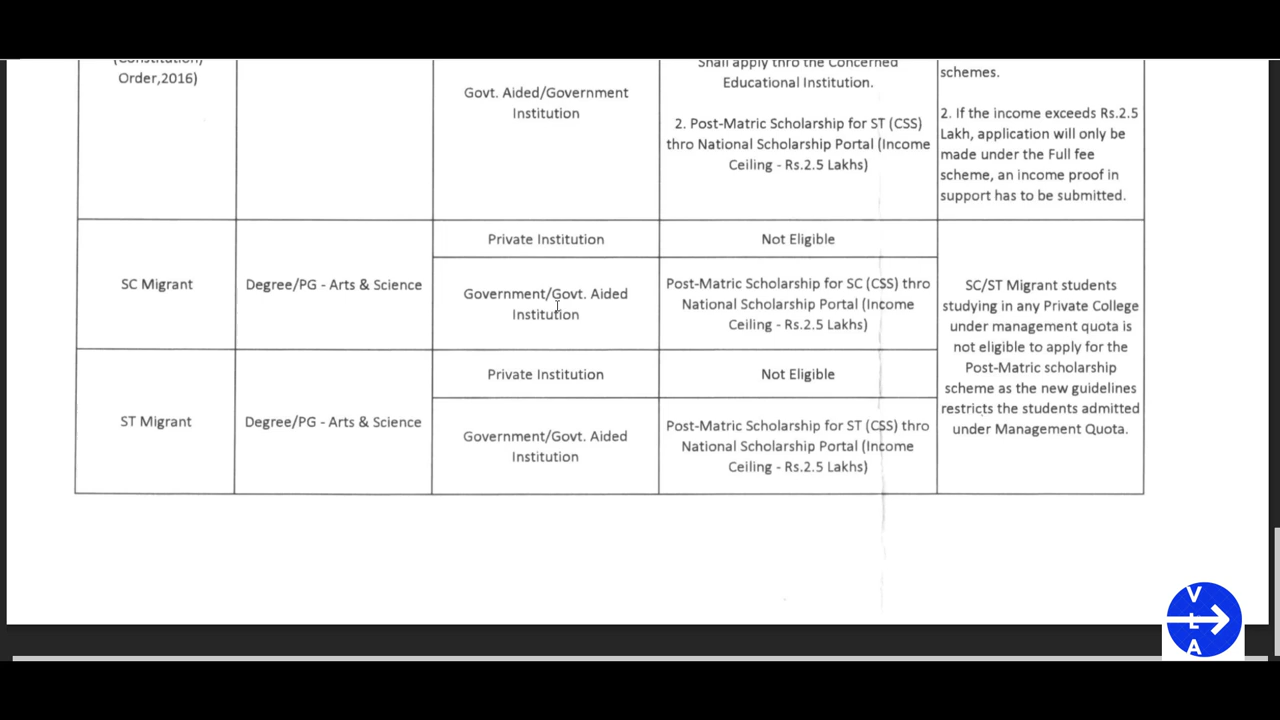 (Constitution)
Order,2016)
Govt. Aided/Government
Institution
Shall apply thro the Concerned
Educational Institution.
2. Post-Matric Scholarship for ST (CSS)
thro National Scholarship Portal (Income
Ceiling - Rs.2.5 Lakhs)
schemes.
2. If the income exceeds Rs.2.5
Lakh, application will only be
made under the Full fee
scheme, an income proof in
support has to be submitted.
SC Migrant
Degree/PG - Arts & Science
Private Institution
Not Eligible
Government/Govt. Aided
Institution
Post-Matric Scholarship for SC (CSS) thro
National Scholarship Portal (Income
Ceiling - Rs.2.5 Lakhs)
SC/ST Migrant students
studying in any Private College
under management quota is
not eligible to apply for the
Post-Matric scholarship
scheme as the new guidelines
restricts the students admitted
under Management Quota.
ST Migrant
Degree/PG - Arts & Science
Private Institution
Not Eligible
Government/Govt. Aided
Institution
Post-Matric Scholarship for ST (CSS) thro
National Scholarship Portal (Income
Ceiling - Rs.2.5 Lakhs)
V
L
A